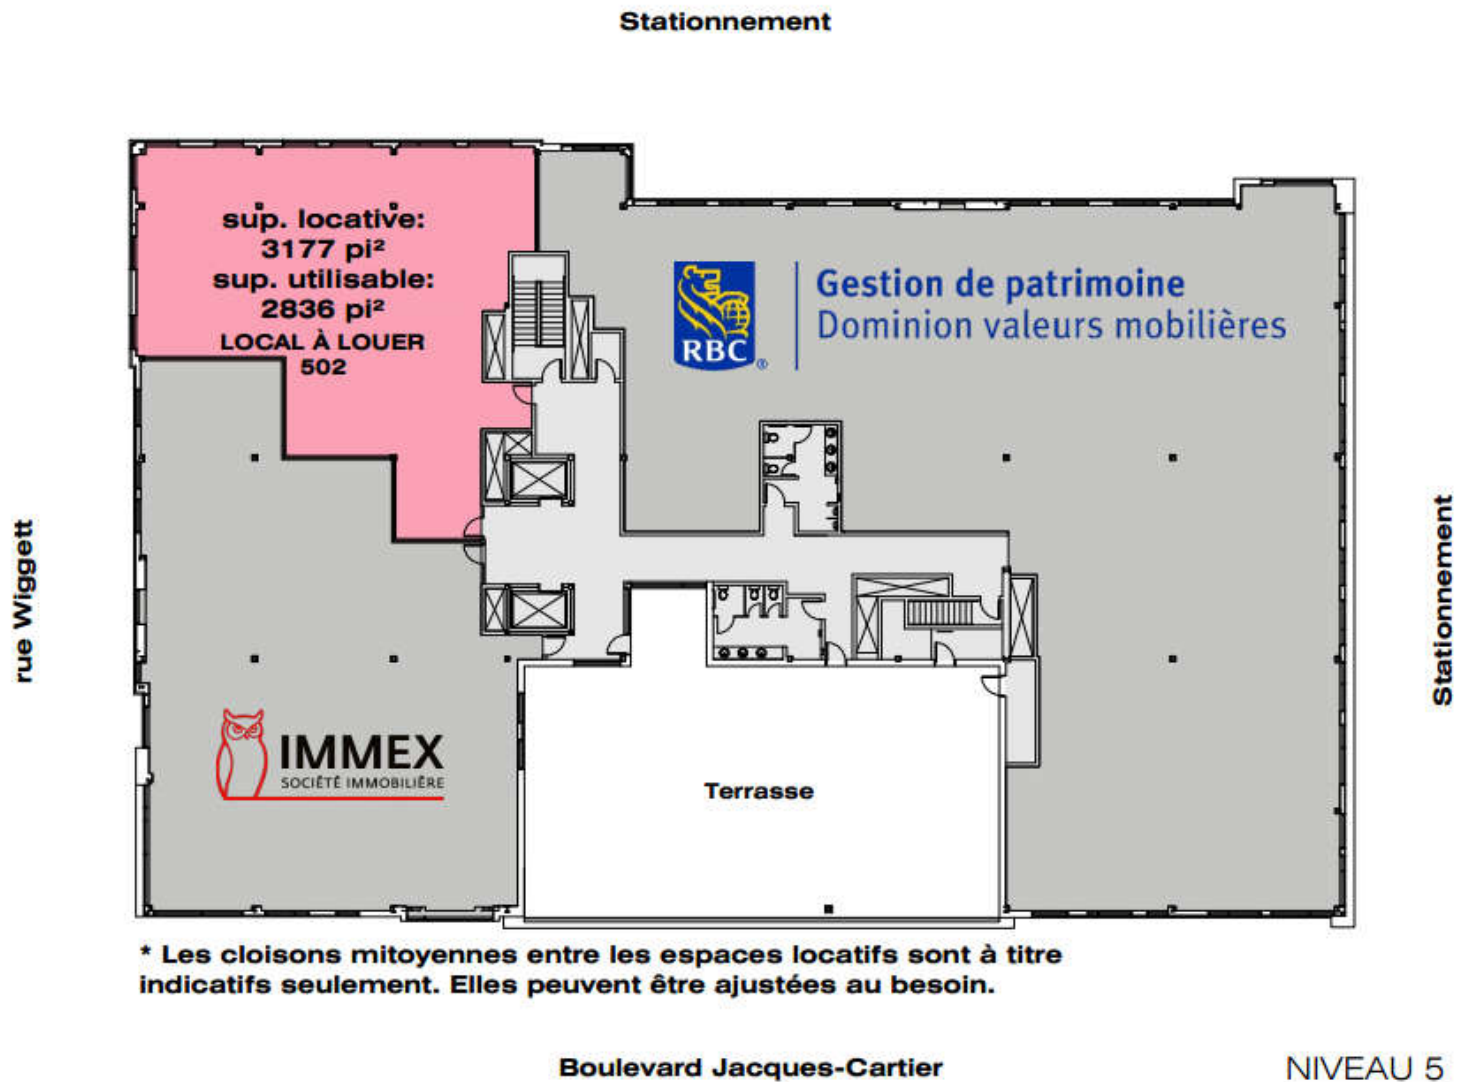 Stationnement
sup. locative:
3177 pi²
sup. utilisable:
2836 pi²
LOCAL À LOUER
502
RBC
®
Gestion de patrimoine
Dominion valeurs mobilières
rue Wiggett
Stationnement
IMMEX
SOCIÉTÉ IMMOBILIÈRE
Terrasse
* Les cloisons mitoyennes entre les espaces locatifs sont à titre
indicatifs seulement. Elles peuvent être ajustées au besoin.
Boulevard Jacques-Cartier
NIVEAU 5